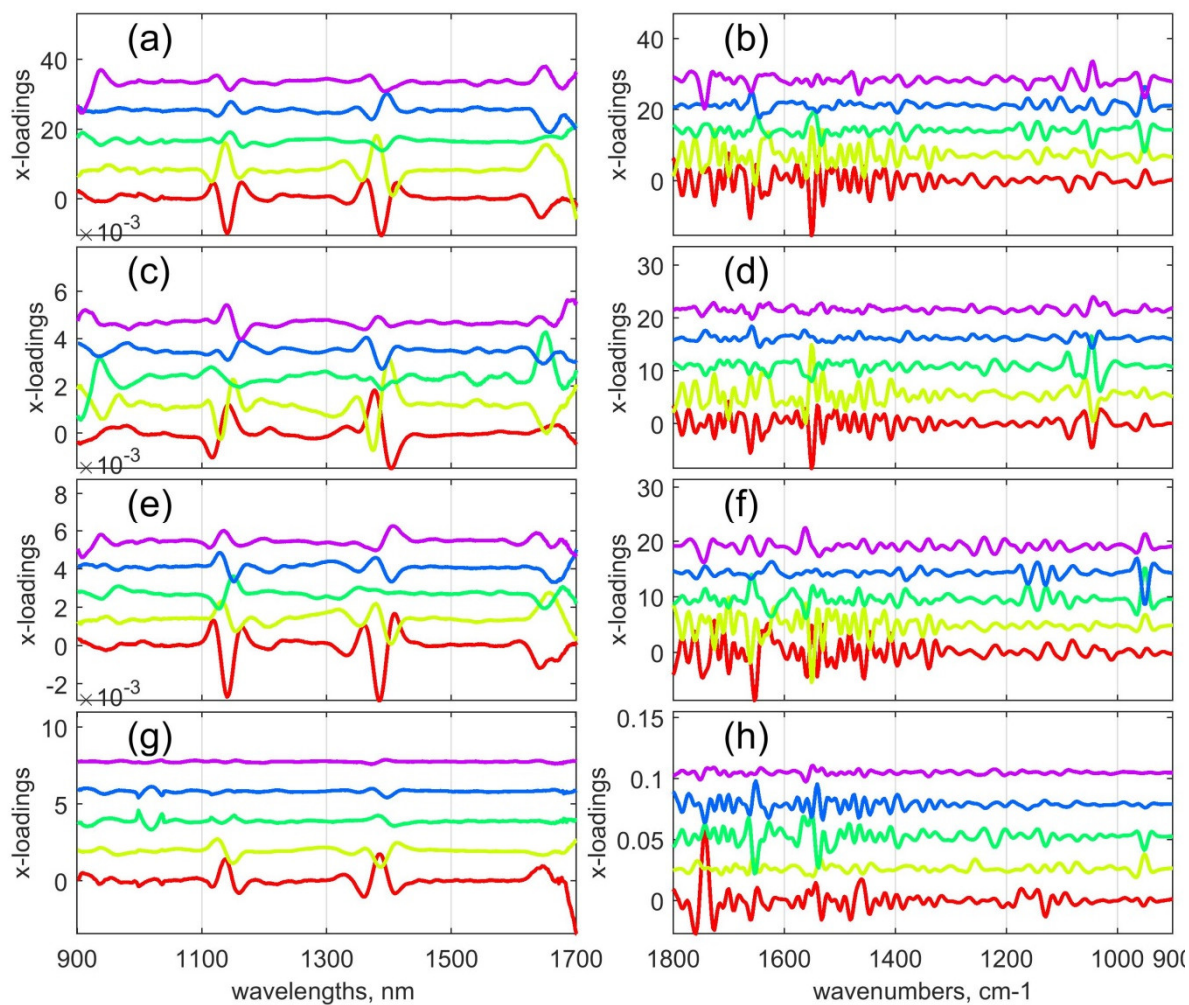 (a) (b)
x-loadings 40 20 0
x-loadings 40 30 20 10 0
× 10⁻³
(c) (d)
x-loadings 6 4 2 0
x-loadings 30 20 10 0
× 10⁻³
(e) (f)
x-loadings 8 6 4 2 0 -2
x-loadings 30 20 10 0
× 10⁻³
(g) (h)
x-loadings 10 5 0
x-loadings 0.15 0.1 0.05 0
900 1100 1300 1500 1700
1800 1600 1400 1200 1000 900
wavelengths, nm
wavenumbers, cm-1